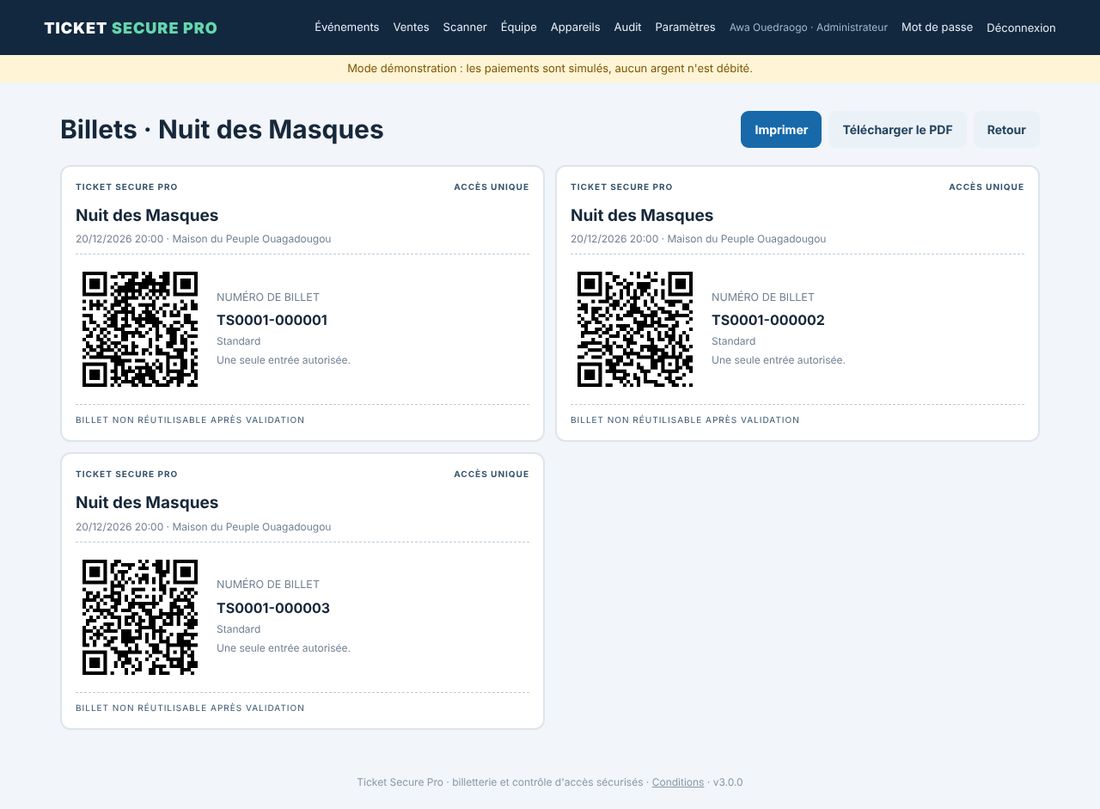 TICKET SECURE PRO Événements Ventes Scanner Équipe Appareils Audit Paramètres Awa Ouedraogo · Administrateur Mot de passe Déconnexion
Mode démonstration : les paiements sont simulés, aucun argent n'est débité.
Billets · Nuit des Masques
Imprimer Télécharger le PDF Retour
TICKET SECURE PRO ACCÈS UNIQUE
Nuit des Masques
20/12/2026 20:00 · Maison du Peuple Ouagadougou
NUMÉRO DE BILLET
TS0001-000001
Standard
Une seule entrée autorisée.
BILLET NON RÉUTILISABLE APRÈS VALIDATION
TICKET SECURE PRO ACCÈS UNIQUE
Nuit des Masques
20/12/2026 20:00 · Maison du Peuple Ouagadougou
NUMÉRO DE BILLET
TS0001-000002
Standard
Une seule entrée autorisée.
BILLET NON RÉUTILISABLE APRÈS VALIDATION
TICKET SECURE PRO ACCÈS UNIQUE
Nuit des Masques
20/12/2026 20:00 · Maison du Peuple Ouagadougou
NUMÉRO DE BILLET
TS0001-000003
Standard
Une seule entrée autorisée.
BILLET NON RÉUTILISABLE APRÈS VALIDATION
Ticket Secure Pro · billetterie et contrôle d'accès sécurisés · Conditions · v3.0.0